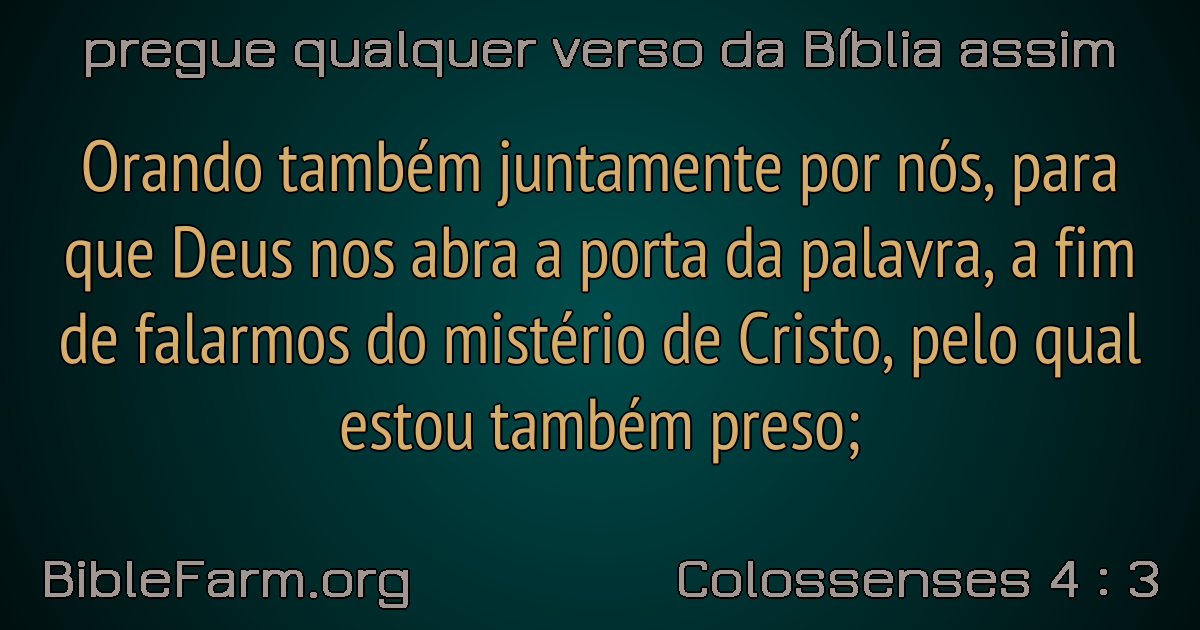 pregue qualquer verso da Bíblia assim
Orando também juntamente por nós, para
que Deus nos abra a porta da palavra, a fim
de falarmos do mistério de Cristo, pelo qual
estou também preso;
BibleFarm.org
Colossenses 4 : 3